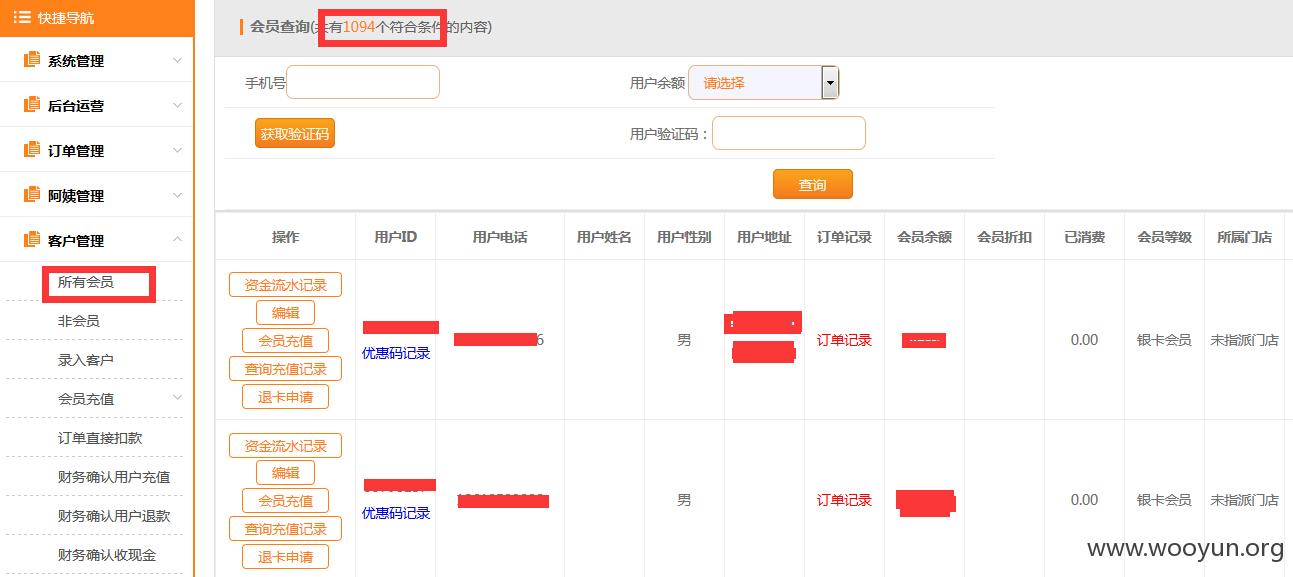 快捷导航
系统管理
后台运营
订单管理
阿姨管理
客户管理
所有会员
非会员
录入客户
会员充值
订单直接扣款
财务确认用户充值
财务确认用户退款
财务确认收现金
会员查询(共有1094个符合条件的内容)
手机号 用户余额 请选择
获取验证码 用户验证码：
查询
操作 用户ID 用户电话 用户姓名 用户性别 用户地址 订单记录 会员余额 会员折扣 已消费 会员等级 所属门店
资金流水记录
编辑
会员充值
查询充值记录
退卡申请
优惠码记录
6 男 订单记录 0.00 银卡会员 未指派门店
资金流水记录
编辑
会员充值
查询充值记录
退卡申请
优惠码记录
男 订单记录 0.00 银卡会员 未指派门店
www.wooyun.org